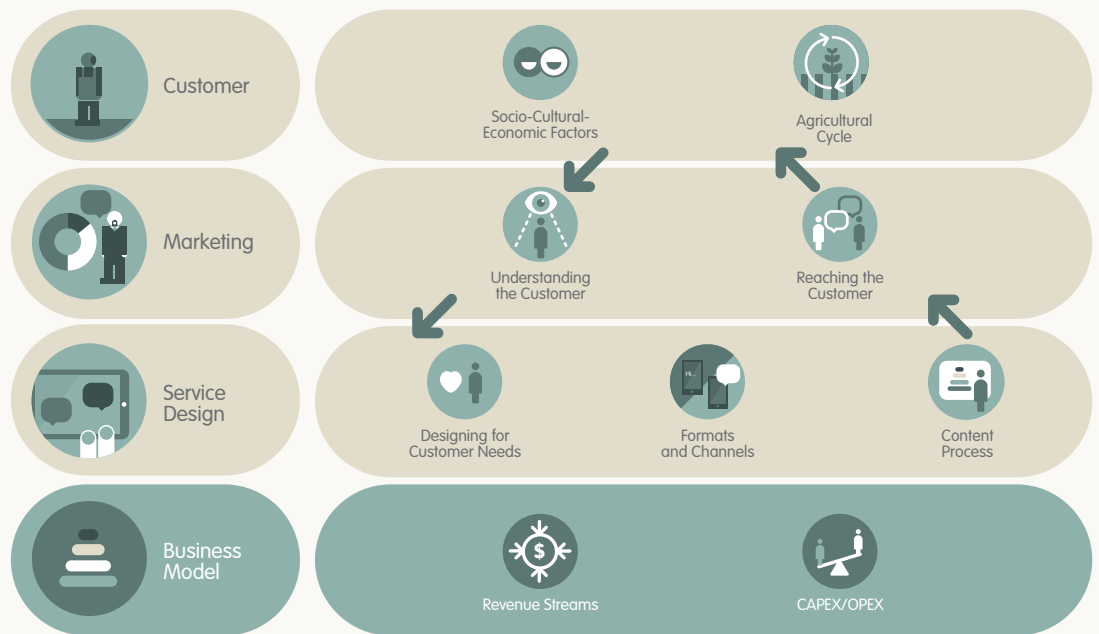 Customer
Socio-Cultural-
Economic Factors
Agricultural
Cycle
Marketing
Understanding
the Customer
Reaching the
Customer
Service
Design
Designing for
Customer Needs
Hi...
Formats
and Channels
Content
Process
Business
Model
$
Revenue Streams
CAPEX/OPEX